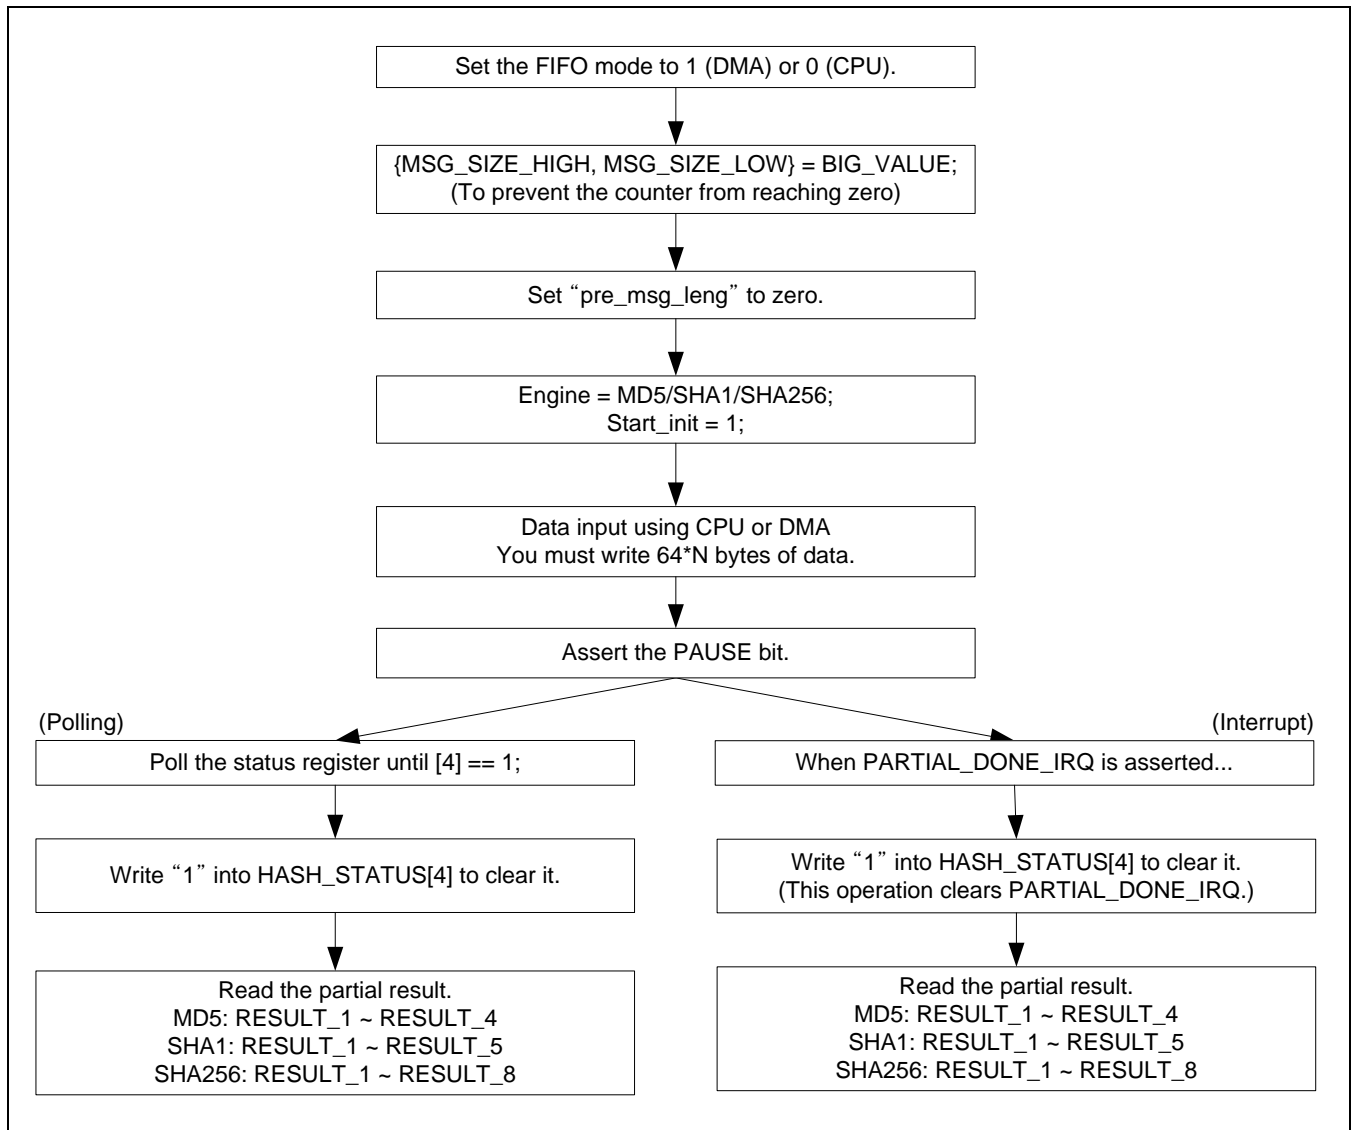 Set the FIFO mode to 1 (DMA) or 0 (CPU).
{MSG_SIZE_HIGH, MSG_SIZE_LOW} = BIG_VALUE;
(To prevent the counter from reaching zero)
Set “pre_msg_leng” to zero.
Engine = MD5/SHA1/SHA256;
Start_init = 1;
Data input using CPU or DMA
You must write 64*N bytes of data.
Assert the PAUSE bit.
(Polling)
Poll the status register until [4] == 1;
Write “1” into HASH_STATUS[4] to clear it.
Read the partial result.
MD5: RESULT_1 ~ RESULT_4
SHA1: RESULT_1 ~ RESULT_5
SHA256: RESULT_1 ~ RESULT_8
(Interrupt)
When PARTIAL_DONE_IRQ is asserted...
Write “1” into HASH_STATUS[4] to clear it.
(This operation clears PARTIAL_DONE_IRQ.)
Read the partial result.
MD5: RESULT_1 ~ RESULT_4
SHA1: RESULT_1 ~ RESULT_5
SHA256: RESULT_1 ~ RESULT_8